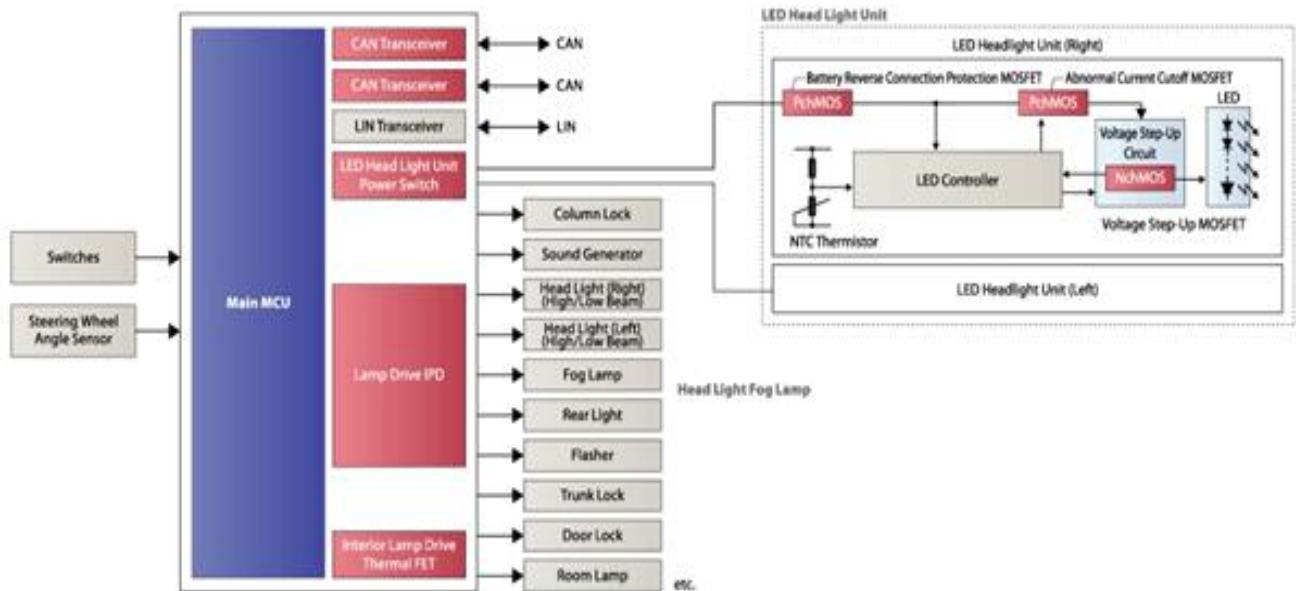 LED Head Light Unit
CAN Transceiver
CAN
CAN Transceiver
CAN
LIN Transceiver
LIN
LED Head Light Unit
Power Switch
Switches
Steering Wheel
Angle Sensor
Main MCU
Lamp Drive IPD
Interior Lamp Drive
Thermal FET
Column Lock
Sound Generator
Head Light (Right)
(High/Low Beam)
Head Light (Left)
(High/Low Beam)
Fog Lamp
Rear Light
Flasher
Trunk Lock
Door Lock
Room Lamp
etc.
Head Light Fog Lamp
LED Headlight Unit (Right)
Battery Reverse Connection Protection MOSFET
PchMOS
Abnormal Current Cutoff MOSFET
PchMOS
LED
Voltage Step-Up
Circuit
NchMOS
Voltage Step-Up MOSFET
LED Controller
NTC Thermistor
LED Headlight Unit (Left)